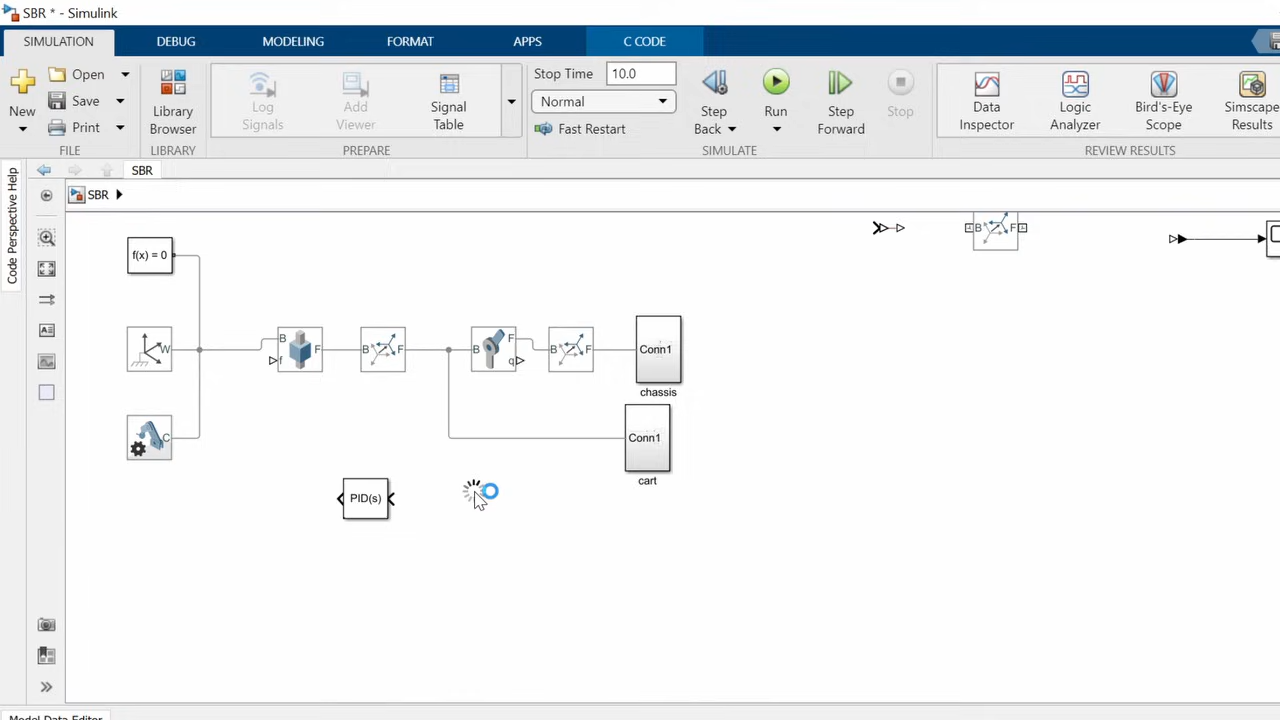 SBR * - Simulink
SIMULATION DEBUG MODELING FORMAT APPS C CODE
New
Open
Save
Print
FILE
Library
Browser
LIBRARY
Log
Signals
Add
Viewer
Signal
Table
PREPARE
Stop Time 10.0
Normal
Fast Restart
Step
Back
Run
Step
Forward
Stop
SIMULATE
Data
Inspector
Logic
Analyzer
Bird's-Eye
Scope
Simscape
Results
REVIEW RESULTS
Code Perspective Help
SBR
SBR
B F
f(x) = 0
W
B F
f
B F
B F
q
B F
Conn1
chassis
C
Conn1
cart
PID(s)
Model Data Editor